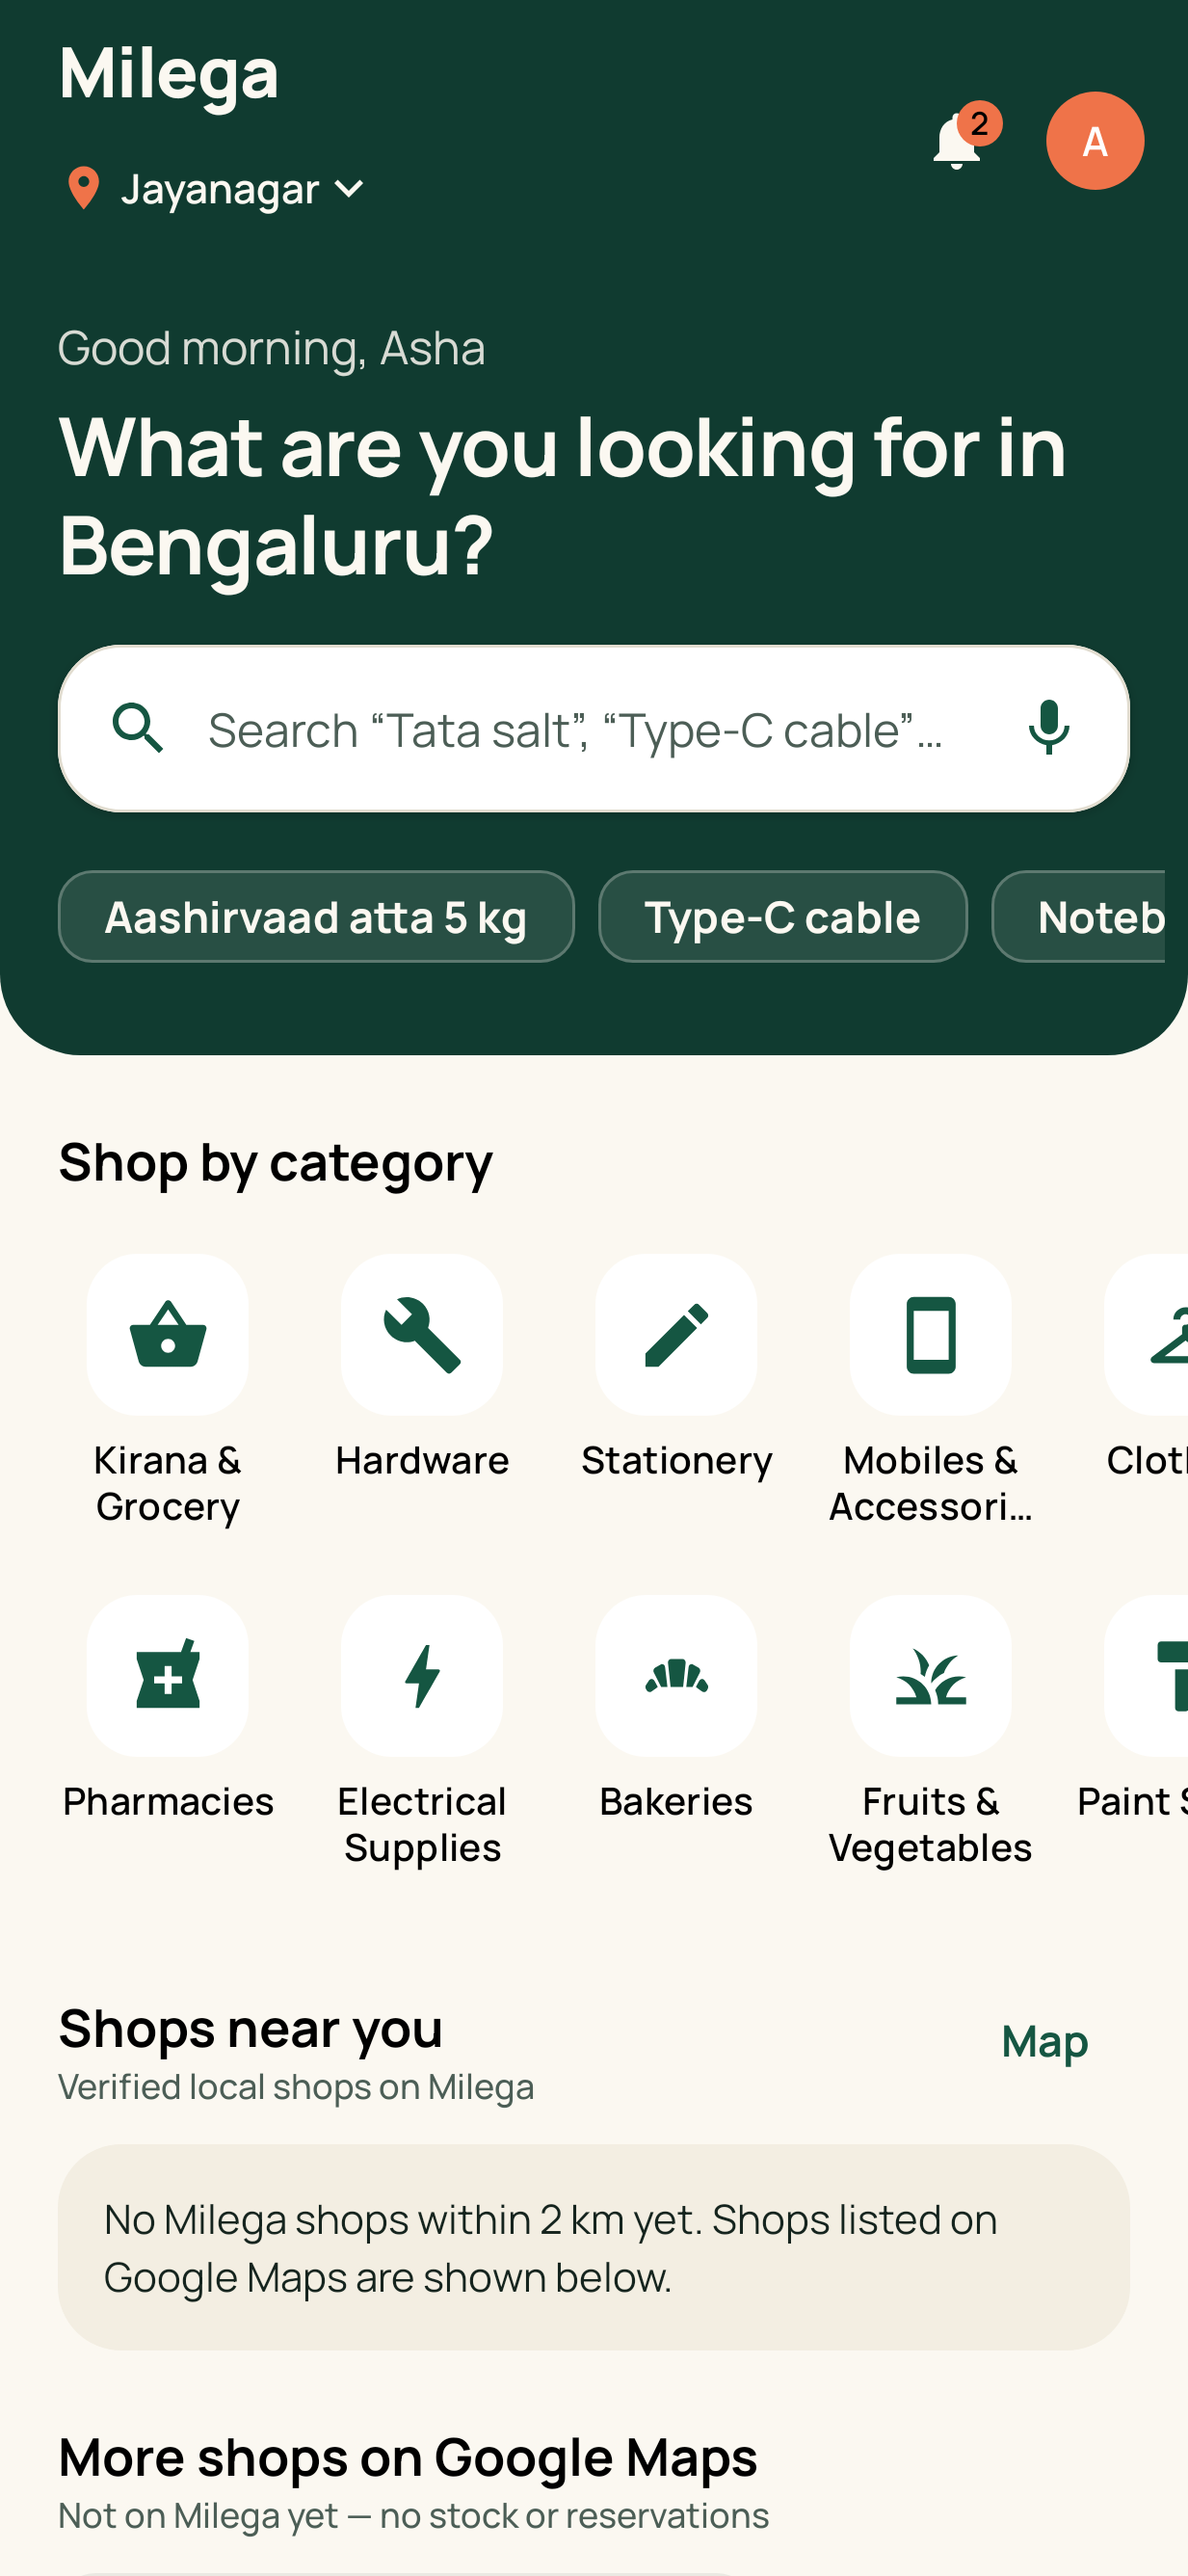 Milega
2
A
Jayanagar
Good morning, Asha
What are you looking for in
Bengaluru?
Search “Tata salt”, “Type-C cable”...
Aashirvaad atta 5 kg
Type-C cable
Noteb
Shop by category
Kirana &
Grocery
Hardware
Stationery
Mobiles &
Accessori...
Clot
Pharmacies
Electrical
Supplies
Bakeries
Fruits &
Vegetables
Paint S
Shops near you
Map
Verified local shops on Milega
No Milega shops within 2 km yet. Shops listed on
Google Maps are shown below.
More shops on Google Maps
Not on Milega yet — no stock or reservations